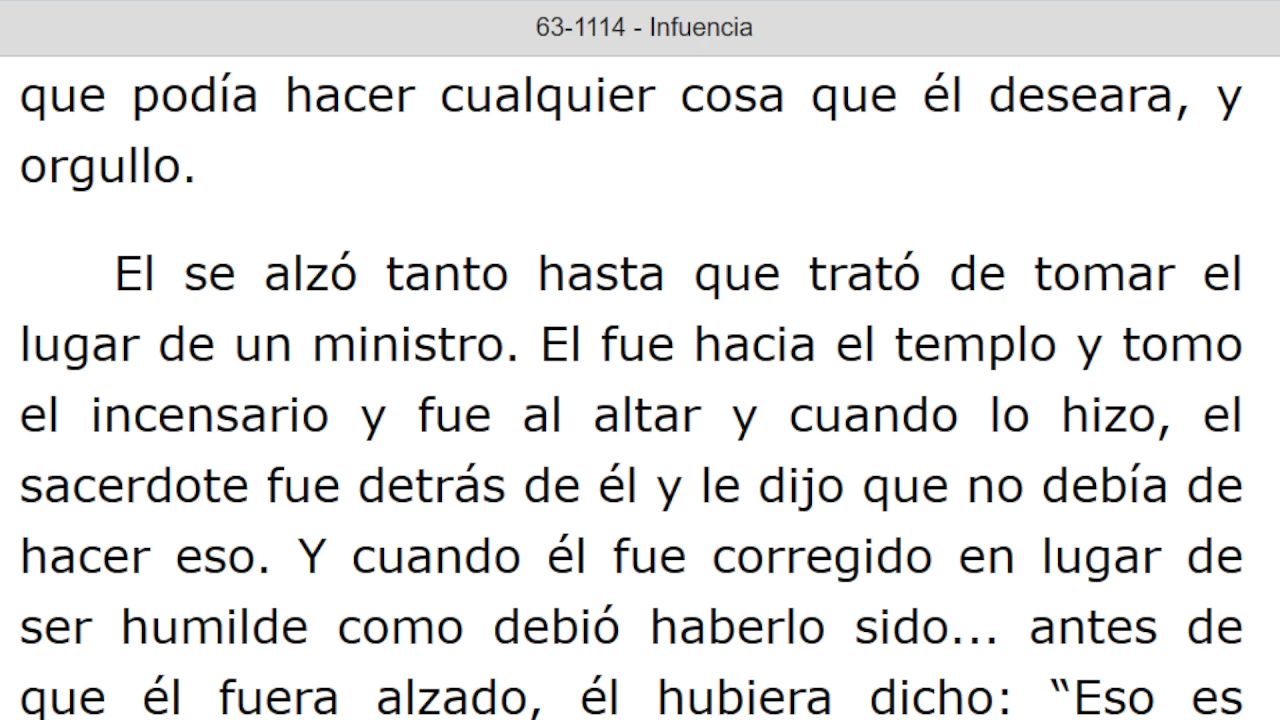 63-1114 - Infuencia
que podía hacer cualquier cosa que él deseara, y
orgullo.
El se alzó tanto hasta que trató de tomar el
lugar de un ministro. El fue hacia el templo y tomo
el incensario y fue al altar y cuando lo hizo, el
sacerdote fue detrás de él y le dijo que no debía de
hacer eso. Y cuando él fue corregido en lugar de
ser humilde como debió haberlo sido... antes de
que él fuera alzado, él hubiera dicho: “Eso es